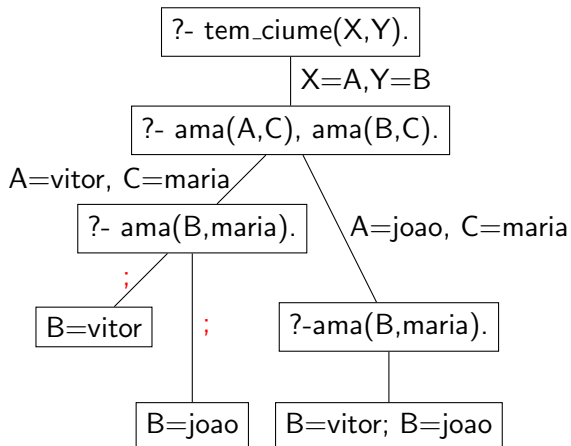 ?- tem_ciume(X,Y).
X=A,Y=B
?- ama(A,C), ama(B,C).
A=vitor, C=maria
A=joao, C=maria
?- ama(B,maria).
;
;
B=vitor
?-ama(B,maria).
B=joao
B=vitor; B=joao